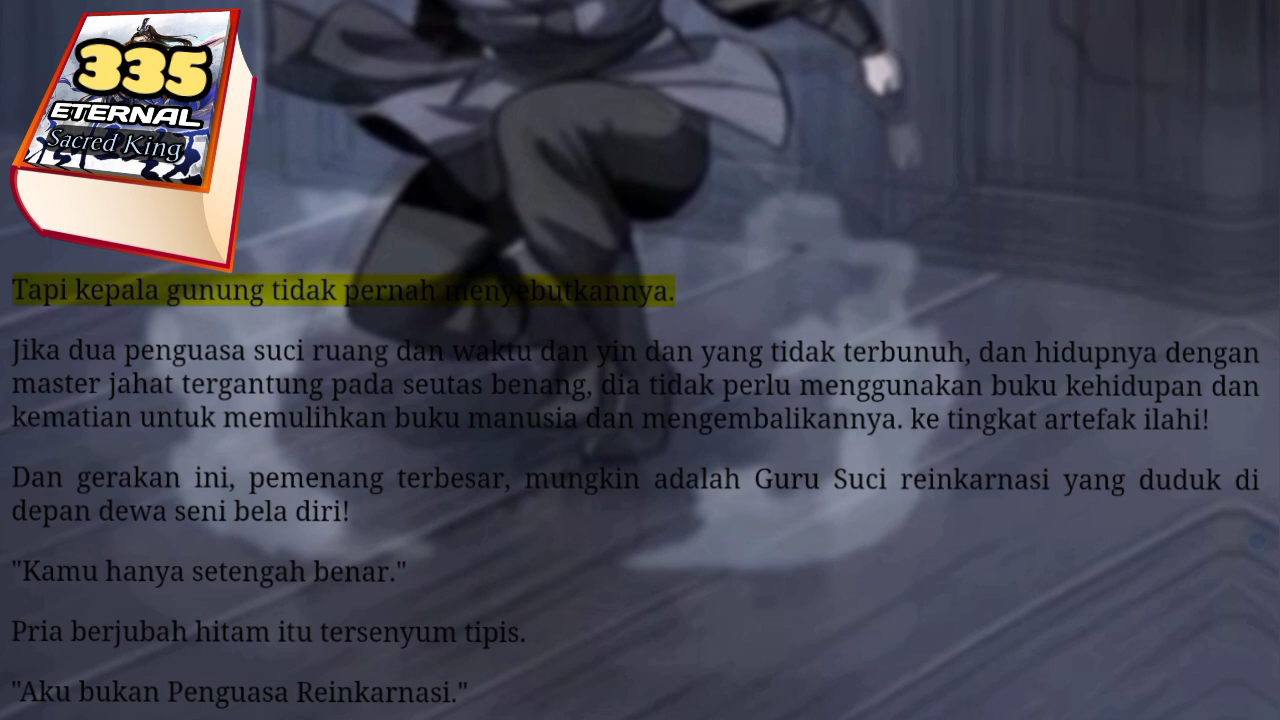 335
ETERNAL
Sacred King
Tapi kepala gunung tidak pernah menyebutkannya.
Jika dua penguasa suci ruang dan waktu dan yin dan yang tidak terbunuh, dan hidupnya dengan
master jahat tergantung pada seutas benang, dia tidak perlu menggunakan buku kehidupan dan
kematian untuk memulihkan buku manusia dan mengembalikannya. ke tingkat artefak ilahi!
Dan gerakan ini, pemenang terbesar, mungkin adalah Guru Suci reinkarnasi yang duduk di
depan dewa seni bela diri!
"Kamu hanya setengah benar."
Pria berjubah hitam itu tersenyum tipis.
"Aku bukan Penguasa Reinkarnasi."